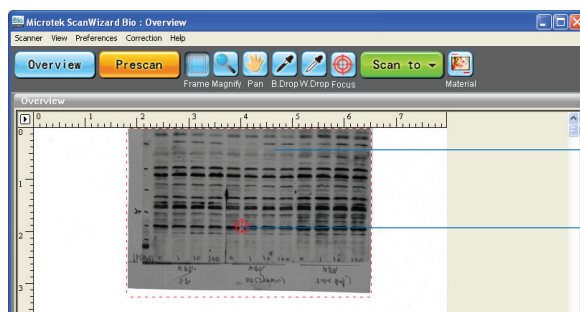 Bio Microtek ScanWizard Bio : Overview
Scanner View Preferences Correction Help
Overview Prescan Scan to
Frame Magnify Pan B.Drop W.Drop Focus Material
Overview
0 1 2 3 4 5 6 7
0
1
2
3